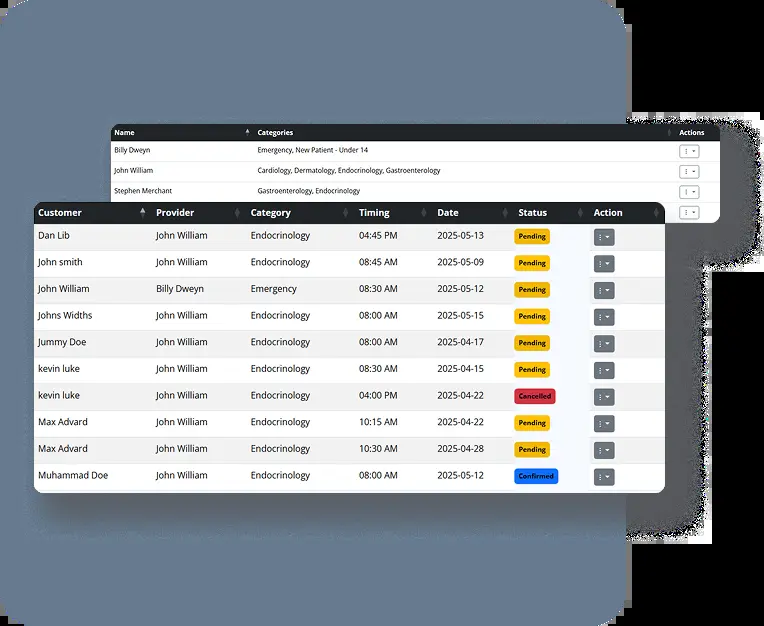 Name Categories Actions
Billy Dweyn Emergency, New Patient - Under 14
John William Cardiology, Dermatology, Endocrinology, Gastroenterology
Stephen Merchant Gastroenterology, Endocrinology
Customer Provider Category Timing Date Status Action
Dan Lib John William Endocrinology 04:45 PM 2025-05-13 Pending
John smith John William Endocrinology 08:45 AM 2025-05-09 Pending
John William Billy Dweyn Emergency 08:30 AM 2025-05-12 Pending
Johns Widths John William Endocrinology 08:00 AM 2025-05-15 Pending
Jummy Doe John William Endocrinology 08:00 AM 2025-04-17 Pending
kevin luke John William Endocrinology 08:30 AM 2025-04-15 Pending
kevin luke John William Endocrinology 04:00 PM 2025-04-22 Cancelled
Max Advard John William Endocrinology 10:15 AM 2025-04-22 Pending
Max Advard John William Endocrinology 10:30 AM 2025-04-28 Pending
Muhammad Doe John William Endocrinology 08:00 AM 2025-05-12 Confirmed